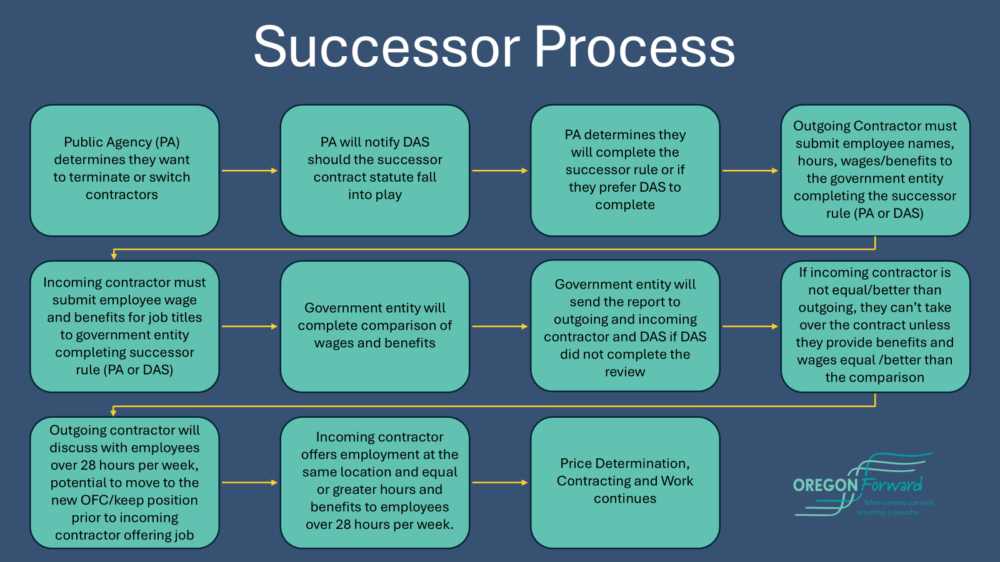 Successor Process
Public Agency (PA)
determines they want
to terminate or switch
contractors
PA will notify DAS
should the successor
contract statute fall
into play
PA determines they
will complete the
successor rule or if
they prefer DAS to
complete
Outgoing Contractor must
submit employee names,
hours, wages/benefits to
the government entity
completing the successor
rule (PA or DAS)
Incoming contractor must
submit employee wage
and benefits for job titles
to government entity
completing successor
rule (PA or DAS)
Government entity will
complete comparison of
wages and benefits
Government entity will
send the report to
outgoing and incoming
contractor and DAS if DAS
did not complete the
review
If incoming contractor is
not equal/better than
outgoing, they can’t take
over the contract unless
they provide benefits and
wages equal /better than
the comparison
Outgoing contractor will
discuss with employees
over 28 hours per week,
potential to move to the
new OFC/keep position
prior to incoming
contractor offering job
Incoming contractor
offers employment at the
same location and equal
or greater hours and
benefits to employees
over 28 hours per week.
Price Determination,
Contracting and Work
continues
OREGON Forward
When everyone can work,
anything is possible